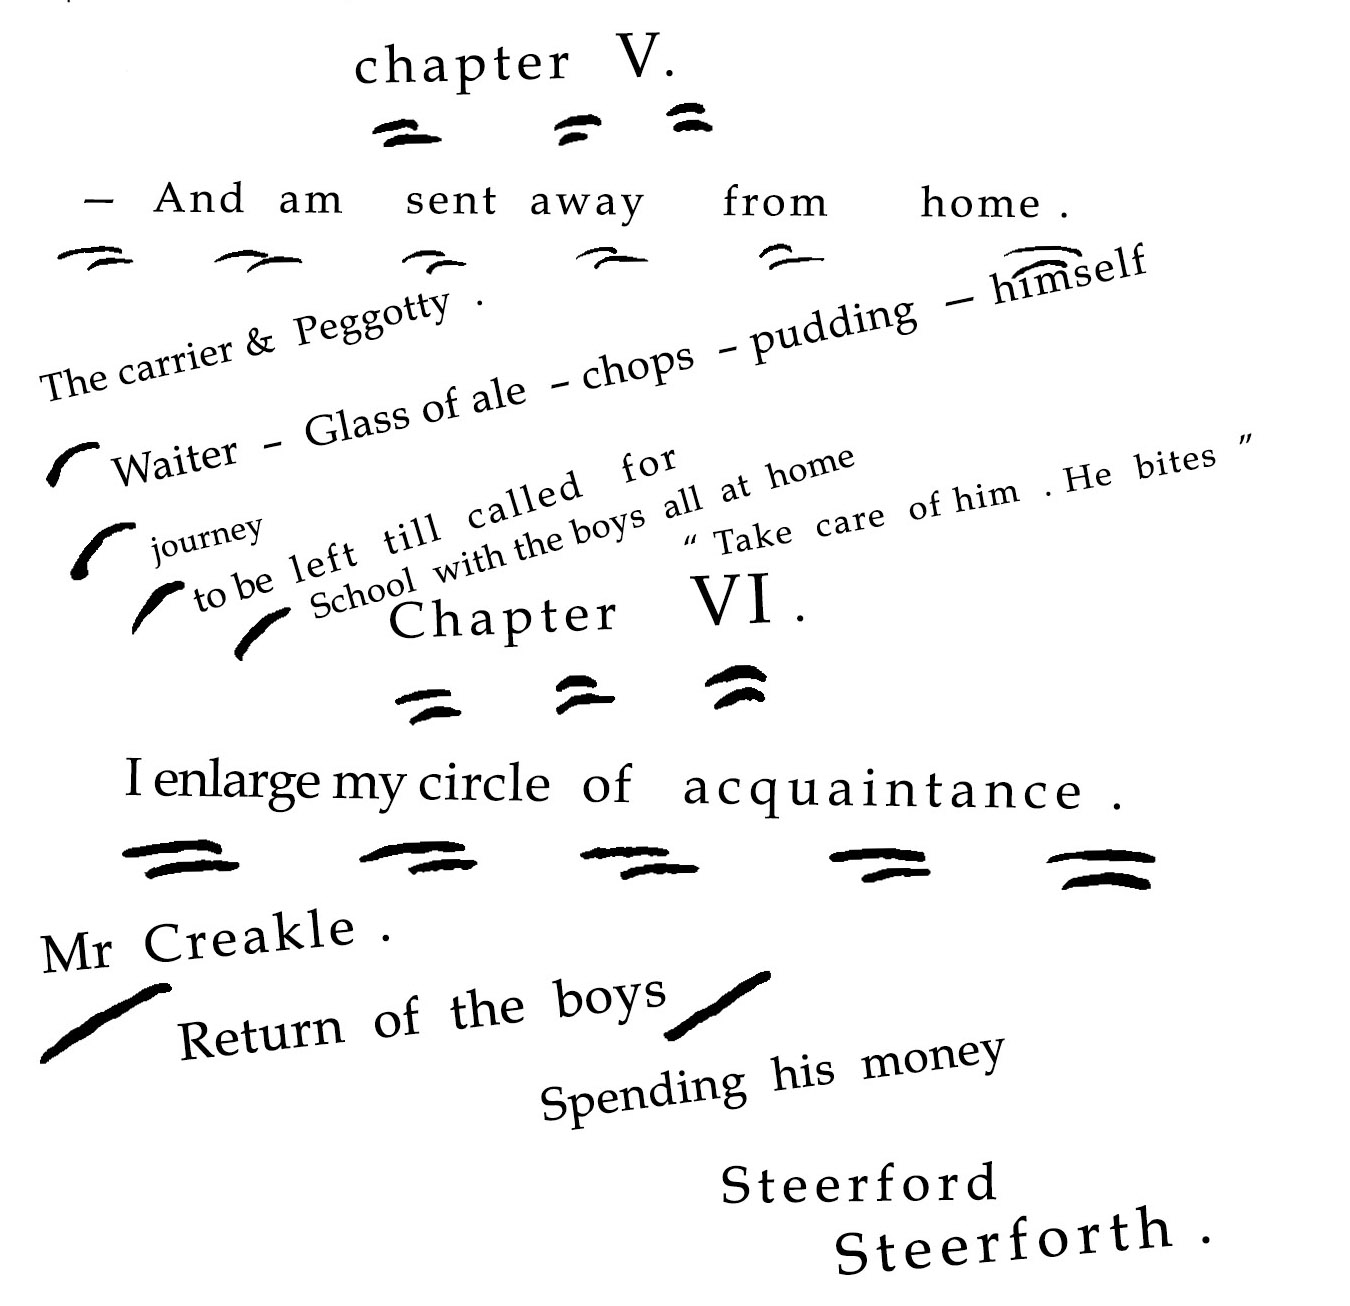 chapter V.
– And am sent away from home .
The carrier & Peggotty .
Waiter – Glass of ale – chops – pudding – himself
journey
to be left till called for
School with the boys all at home
“ Take care of him . He bites ”
Chapter VI .
I enlarge my circle of acquaintance .
Mr Creakle .
Return of the boys
Spending his money
Steerford
Steerforth .